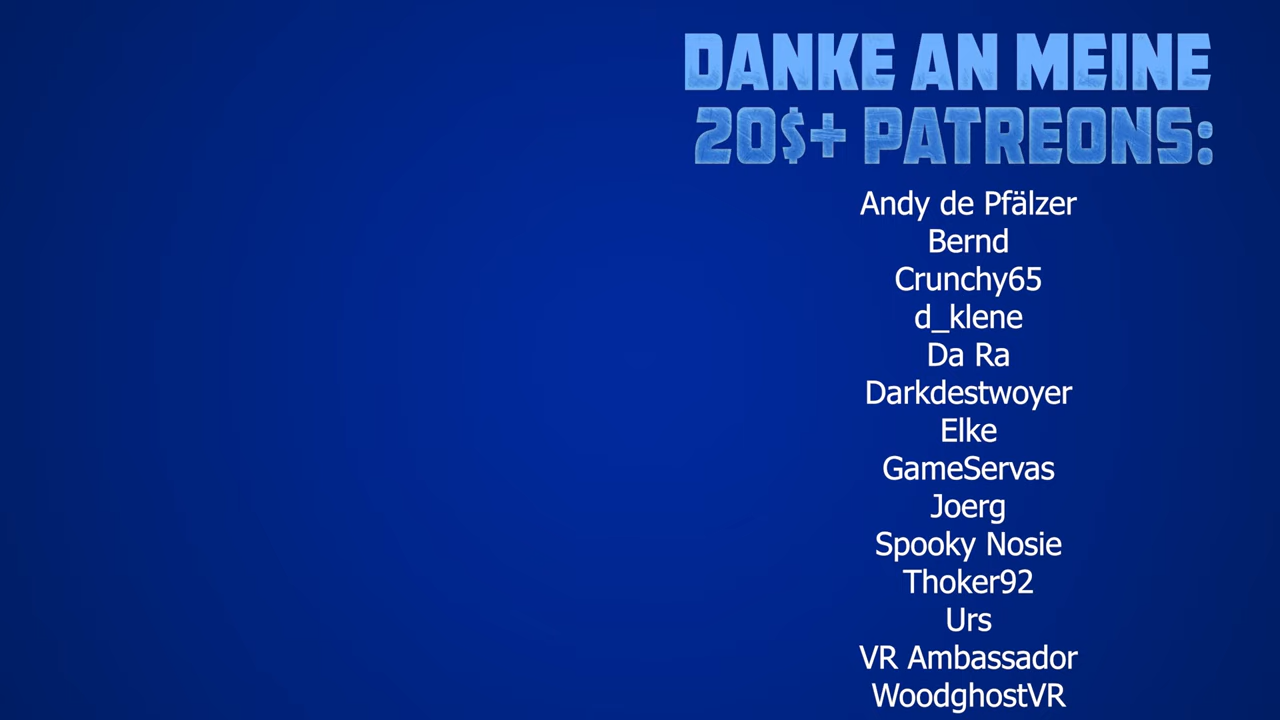 DANKE AN MEINE
20$+ PATREONS:
Andy de Pfälzer
Bernd
Crunchy65
d_klene
Da Ra
Darkdestwoyer
Elke
GameServas
Joerg
Spooky Nosie
Thoker92
Urs
VR Ambassador
WoodghostVR